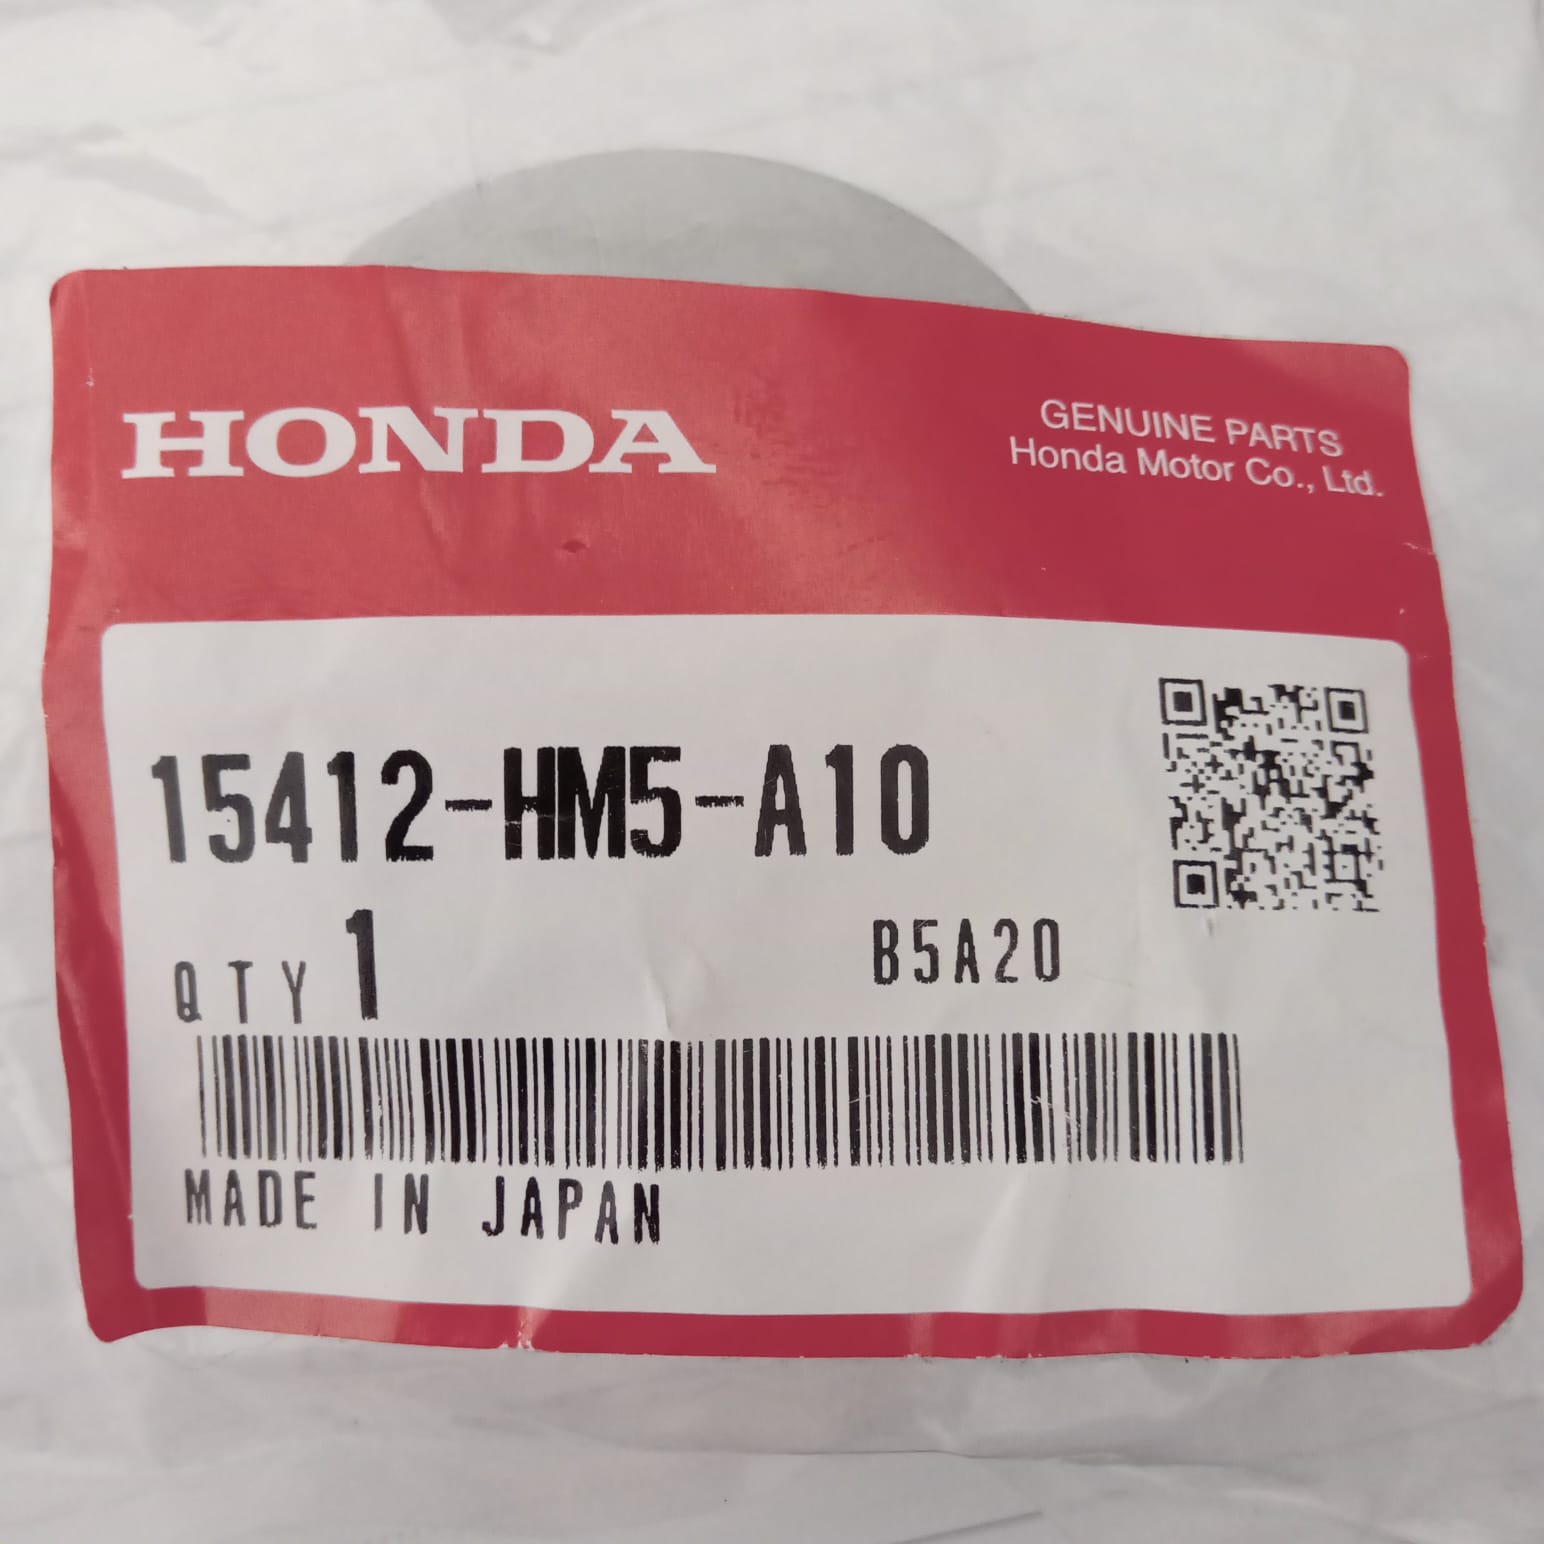 HONDA
GENUINE PARTS
Honda Motor Co., Ltd.
15412-HM5-A10
QTY 1
B5A20
MADE IN JAPAN